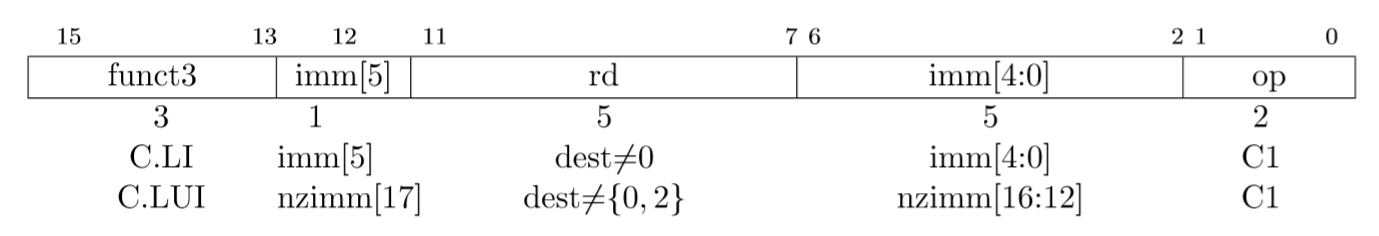 15 13 12 11 7 6 2 1 0
funct3 imm[5] rd imm[4:0] op
3 1 5 5 2
C.LI imm[5] dest≠0 imm[4:0] C1
C.LUI nzimm[17] dest≠{0, 2} nzimm[16:12] C1